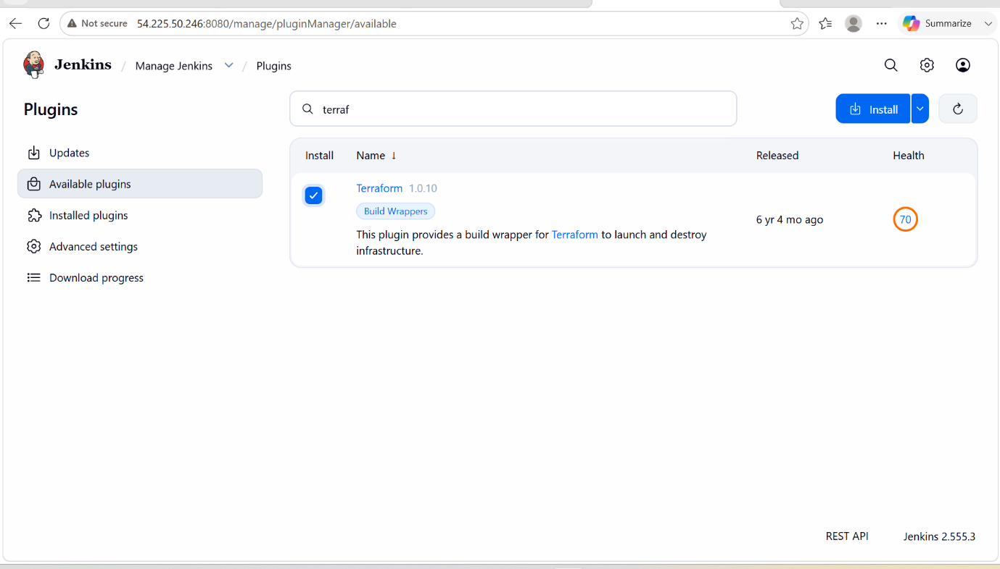 Not secure 54.225.50.246:8080/manage/pluginManager/available
Summarize
Jenkins / Manage Jenkins / Plugins
Plugins
terraf
Install
Updates
Available plugins
Installed plugins
Advanced settings
Download progress
Install Name ↓ Released Health
Terraform 1.0.10
Build Wrappers
This plugin provides a build wrapper for Terraform to launch and destroy
infrastructure.
6 yr 4 mo ago
70
REST API Jenkins 2.555.3